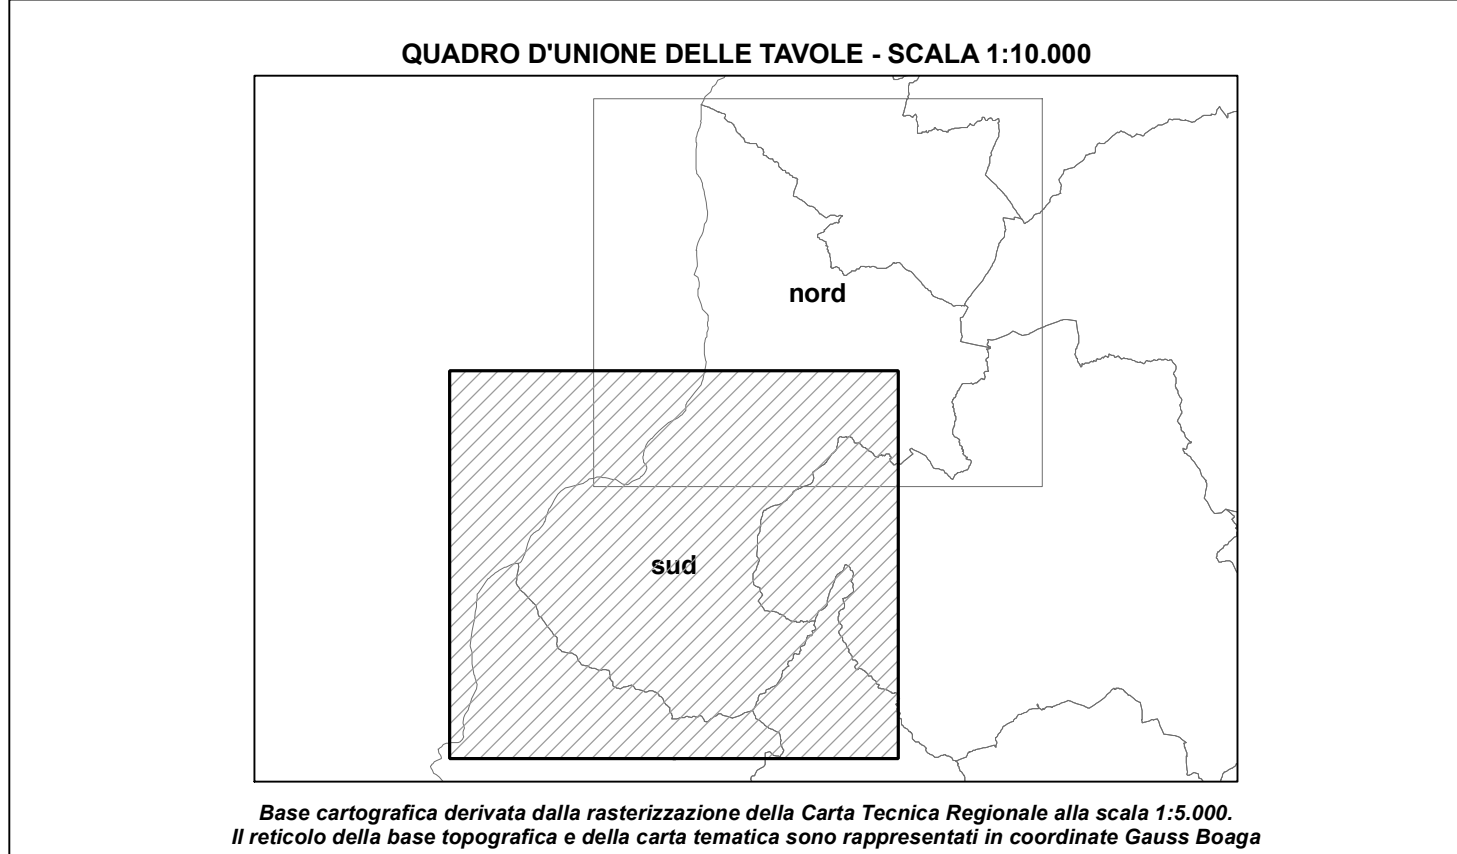 QUADRO D'UNIONE DELLE TAVOLE - SCALA 1:10.000
nord
sud
Base cartografica derivata dalla rasterizzazione della Carta Tecnica Regionale alla scala 1:5.000.
Il reticolo della base topografica e della carta tematica sono rappresentati in coordinate Gauss Boaga